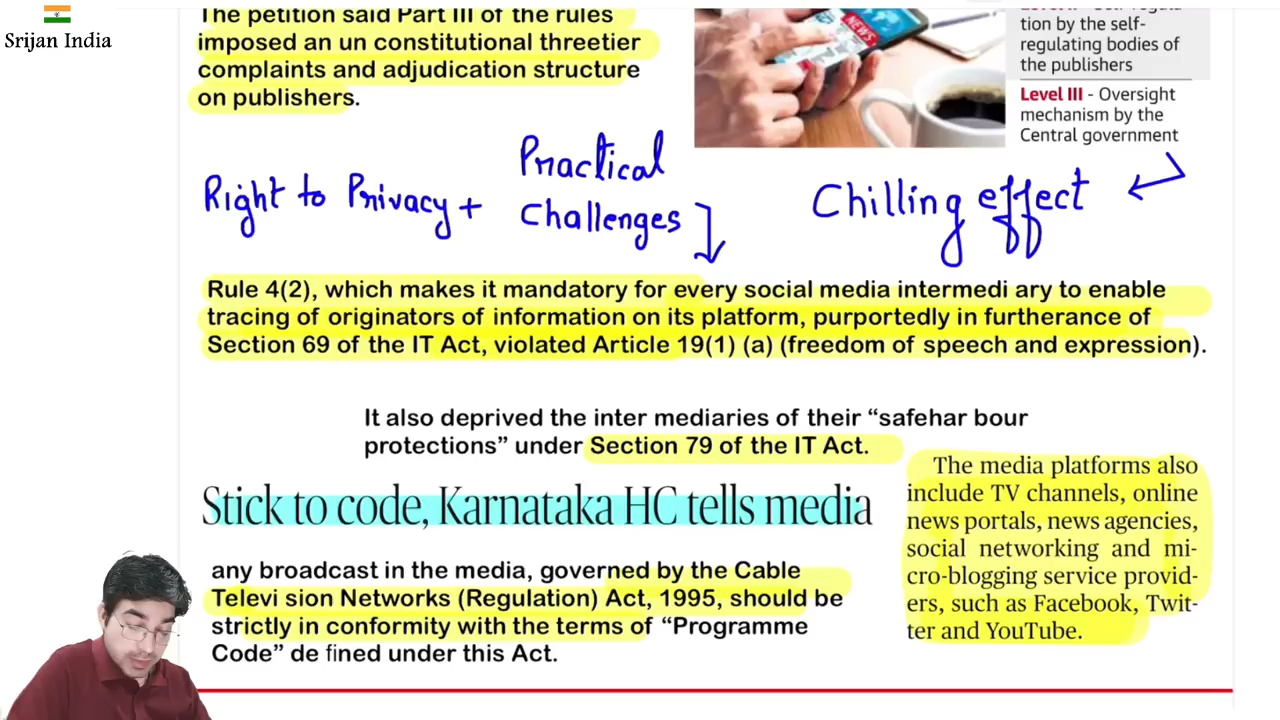 Srijan India
The petition said Part III of the rules
imposed an un constitutional threetier
complaints and adjudication structure
on publishers.
NEWS
tion by the self-
regulating bodies of
the publishers
Level III - Oversight
mechanism by the
Central government
Right to Privacy + Practical
Challenges
Chilling effect
Rule 4(2), which makes it mandatory for every social media intermedi ary to enable
tracing of originators of information on its platform, purportedly in furtherance of
Section 69 of the IT Act, violated Article 19(1) (a) (freedom of speech and expression).
It also deprived the inter mediaries of their “safehar bour
protections” under Section 79 of the IT Act.
Stick to code, Karnataka HC tells media
any broadcast in the media, governed by the Cable
Televi sion Networks (Regulation) Act, 1995, should be
strictly in conformity with the terms of “Programme
Code” de fined under this Act.
The media platforms also
include TV channels, online
news portals, news agencies,
social networking and mi-
cro-blogging service provid-
ers, such as Facebook, Twit-
ter and YouTube.